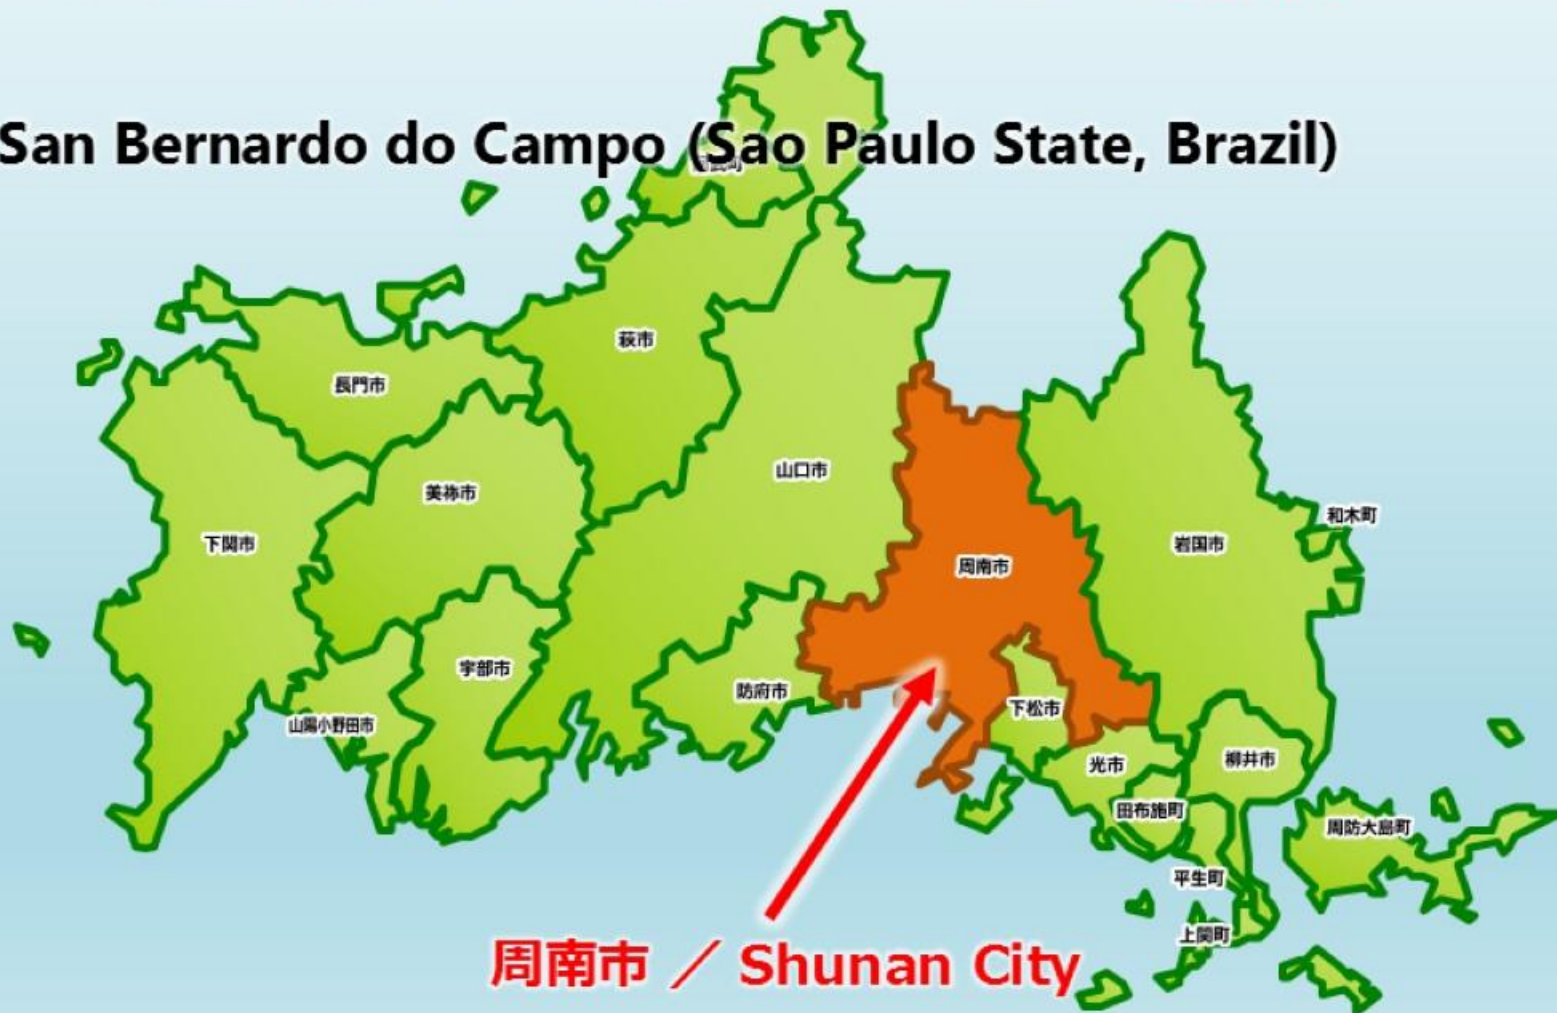 San Bernardo do Campo (Sao Paulo State, Brazil)
萩市
長門市
山口市
美祢市
和木町
下関市
岩国市
周南市
宇部市
防府市
下松市
山陽小野田市
柳井市
光市
田布施町
周防大島町
平生町
上関町
周南市 / Shunan City